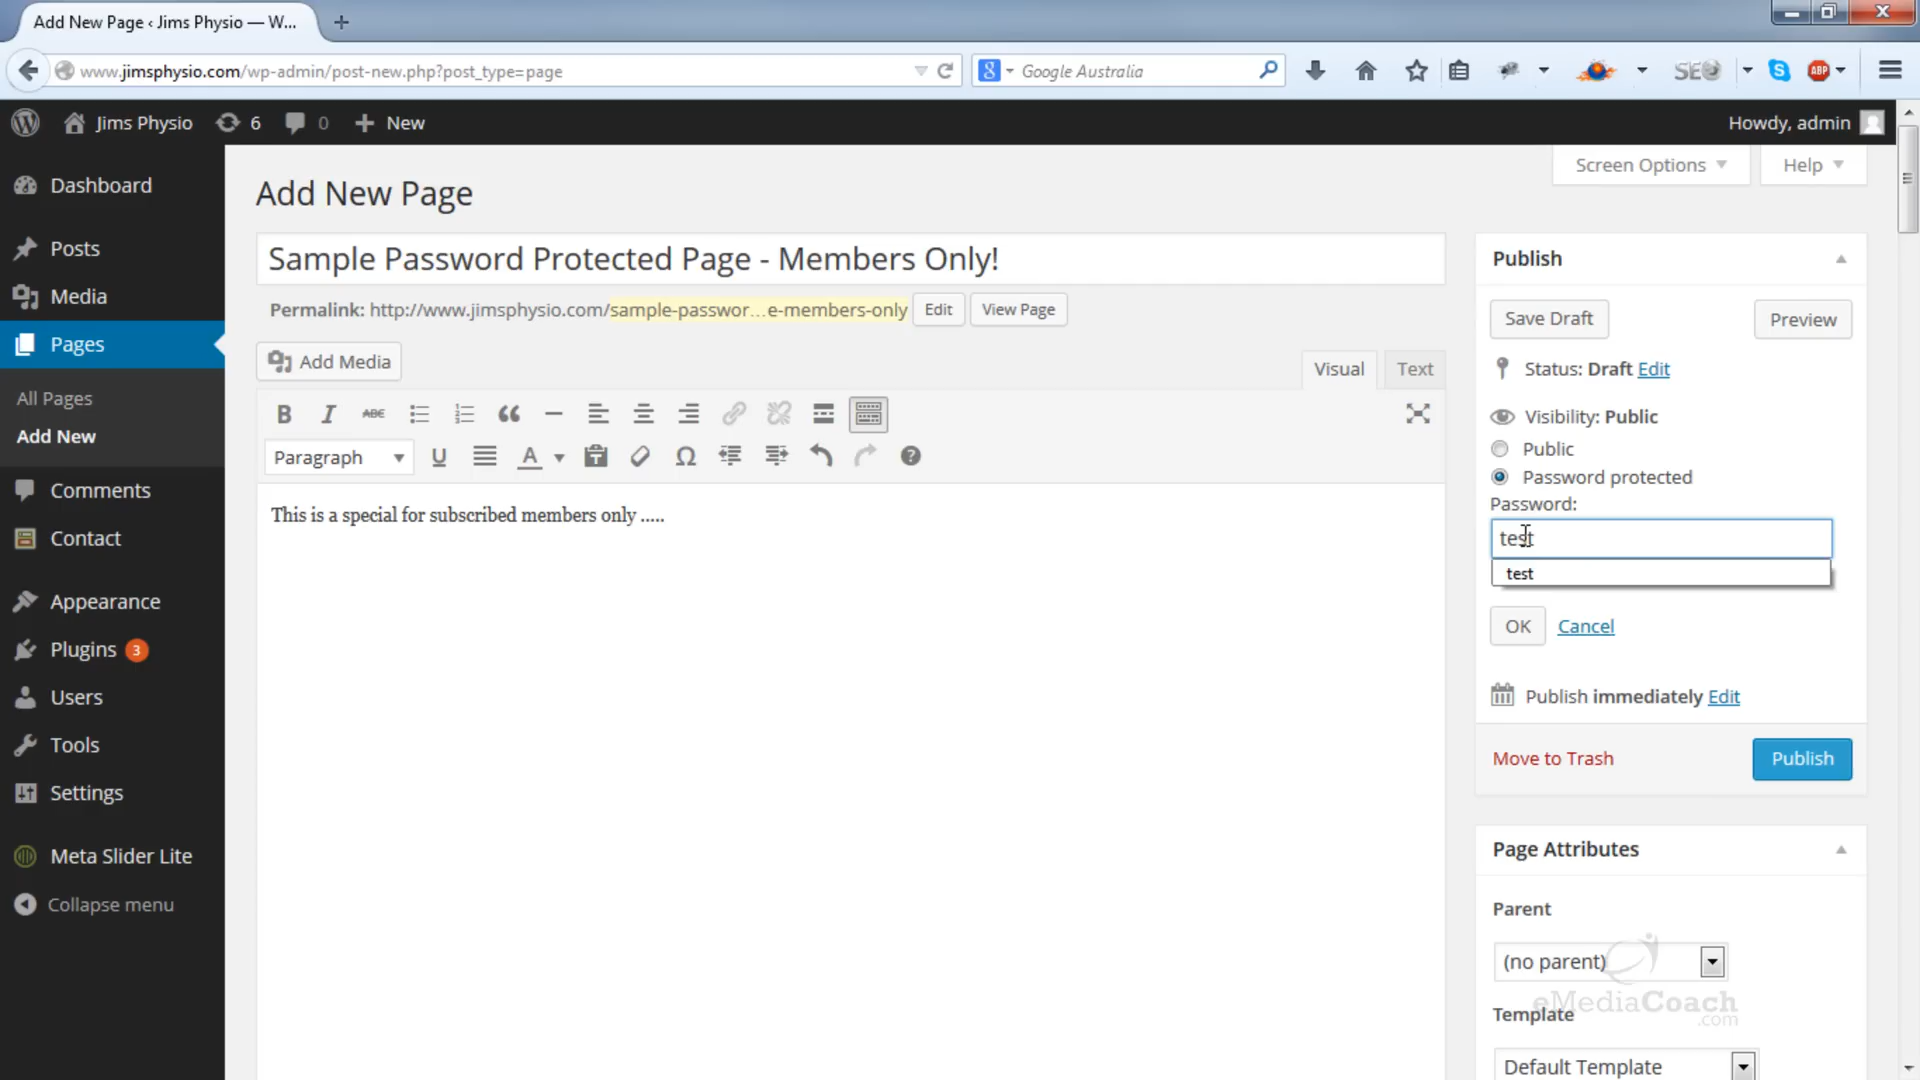 Add New Page ‹ Jims Physio — W...
www.jimsphysio.com/wp-admin/post-new.php?post_type=page
Google Australia
SEO
ABP
Jims Physio 6 0 New
Howdy, admin
Screen Options
Help
Dashboard
Posts
Media
Pages
All Pages
Add New
Comments
Contact
Appearance
Plugins 3
Users
Tools
Settings
Meta Slider Lite
Collapse menu
Add New Page
Sample Password Protected Page - Members Only!
Permalink: http://www.jimsphysio.com/sample-passwor...e-members-only Edit View Page
Add Media
Visual Text
B I ABC
Paragraph U A
This is a special for subscribed members only .....
Publish
Save Draft Preview
Status: Draft Edit
Visibility: Public
Public
Password protected
Password:
test
test
OK Cancel
Publish immediately Edit
Move to Trash Publish
Page Attributes
Parent
(no parent)
eMediaCoach
.com
Template
Default Template